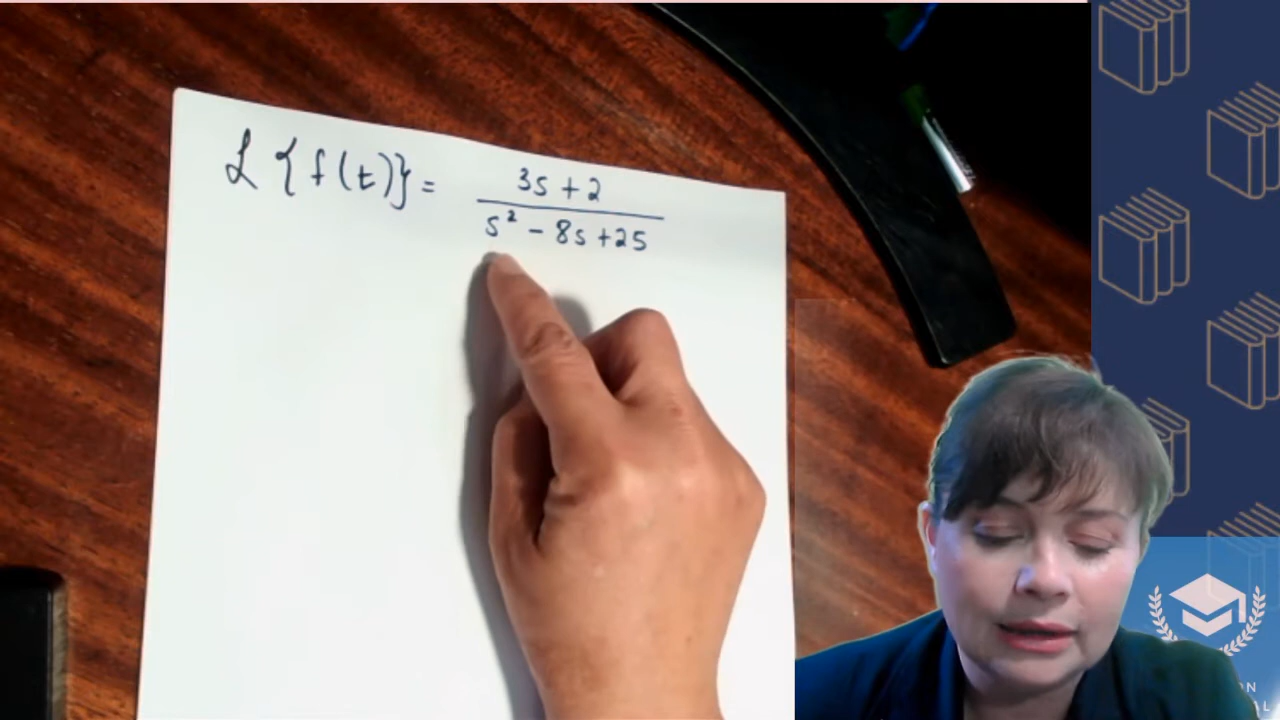 ℒ {f(t)} = 3s + 2
s² - 8s + 25